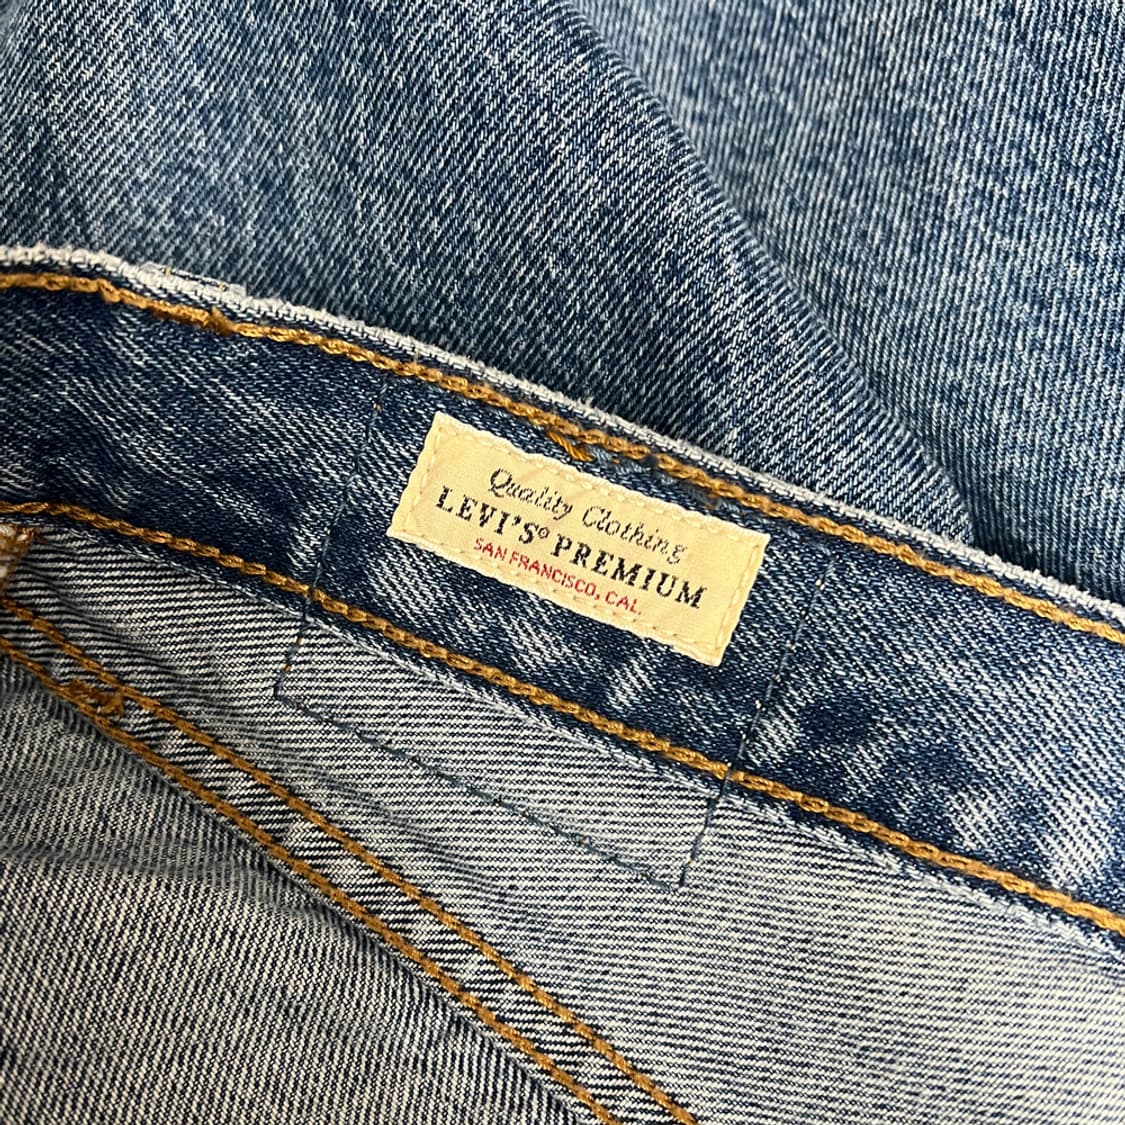 Quality Clothing
LEVI'S® PREMIUM
SAN FRANCISCO, CAL.